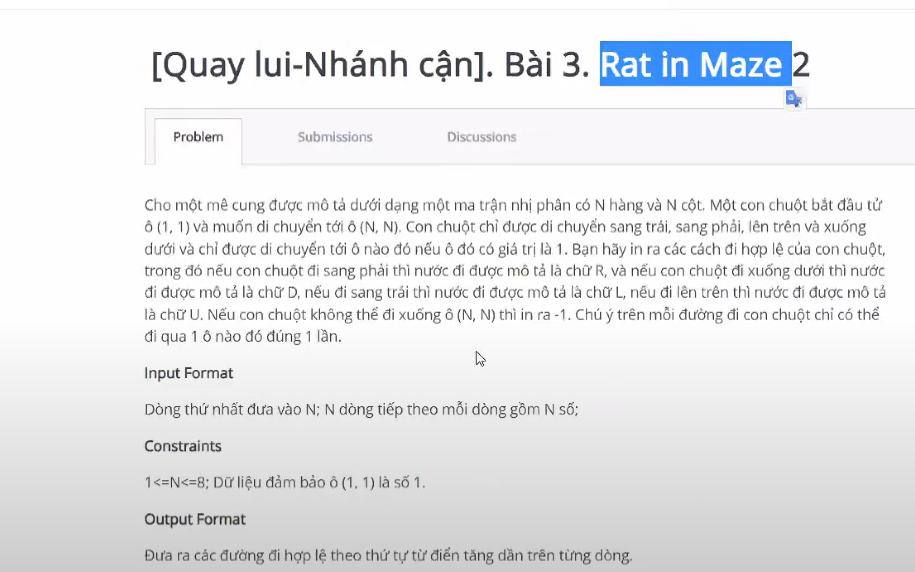 [Quay lui-Nhánh cận]. Bài 3. Rat in Maze 2
Problem
Submissions
Discussions
Cho một mê cung được mô tả dưới dạng một ma trận nhị phân có N hàng và N cột. Một con chuột bắt đầu từ
ô (1, 1) và muốn di chuyển tới ô (N, N). Con chuột chỉ được di chuyển sang trái, sang phải, lên trên và xuống
dưới và chỉ được di chuyển tới ô nào đó nếu ô đó có giá trị là 1. Bạn hãy in ra các cách đi hợp lệ của con chuột,
trong đó nếu con chuột đi sang phải thì nước đi được mô tả là chữ R, và nếu con chuột đi xuống dưới thì nước
đi được mô tả là chữ D, nếu đi sang trái thì nước đi được mô tả là chữ L, nếu đi lên trên thì nước đi được mô tả
là chữ U. Nếu con chuột không thể đi xuống ô (N, N) thì in ra -1. Chú ý trên mỗi đường đi con chuột chỉ có thể
đi qua 1 ô nào đó đúng 1 lần.
Input Format
Dòng thứ nhất đưa vào N; N dòng tiếp theo mỗi dòng gồm N số;
Constraints
1<=N<=8; Dữ liệu đảm bảo ô (1, 1) là số 1.
Output Format
Đưa ra các đường đi hợp lệ theo thứ tự từ điển tăng dần trên từng dòng.